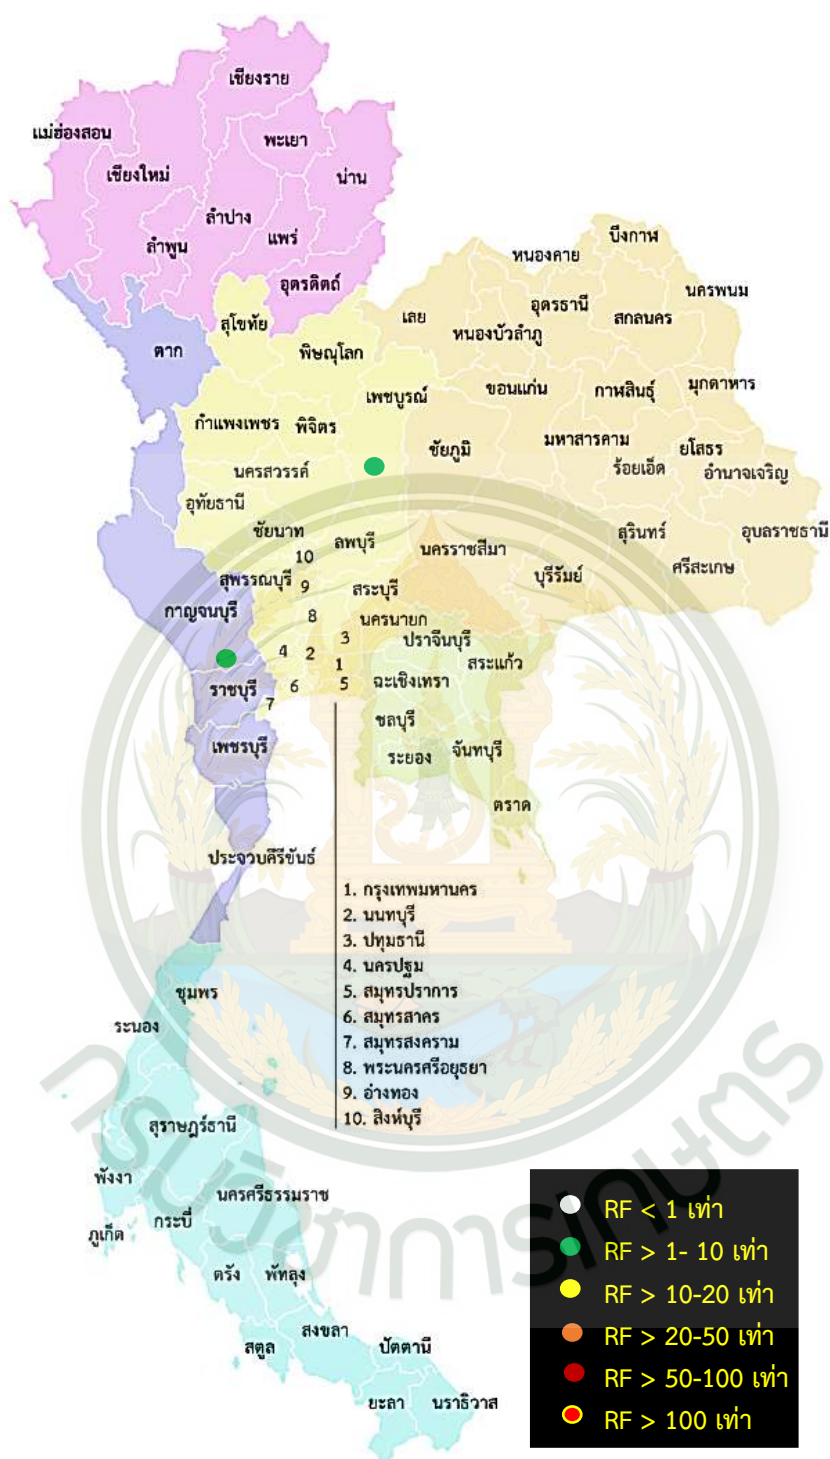 เชียงราย
แม่ฮ่องสอน
พะเยา
เชียงใหม่
น่าน
ลำปาง
แพร่
ลำพูน
อุตรดิตถ์
บึงกาฬ
หนองคาย
นครพนม
อุดรธานี
สกลนคร
เลย
สุโขทัย
หนองบัวลำภู
ตาก
พิษณุโลก
เพชบูรณ์
ขอนแก่น
กาฬสินธุ์
มุกดาหาร
กำแพงเพชร
พิจิตร
ชัยภูมิ
มหาสารคาม
ยโสธร
นครสวรรค์
ร้อยเอ็ด
อำนาจเจริญ
อุทัยธานี
ชัยนาท
ลพบุรี
นครราชสีมา
สุรินทร์
อุบลราชธานี
10
สุพรรณบุรี
9
สระบุรี
บุรีรัมย์
ศรีสะเกษ
กาญจนบุรี
8
นครนายก
3
ปราจีนบุรี
4
2
1
สระแก้ว
ราชบุรี
6
5
ฉะเชิงเทรา
7
ชลบุรี
เพชรบุรี
ระยอง
จันทบุรี
ตราด
ประจวบคีรีขันธ์
1. กรุงเทพมหานคร
2. นนทบุรี
3. ปทุมธานี
4. นครปฐม
5. สมุทรปราการ
6. สมุทรสาคร
7. สมุทรสงคราม
8. พระนครศรีอยุธยา
9. อ่างทอง
10. สิงห์บุรี
ชุมพร
ระนอง
สุราษฎร์ธานี
พังงา
นครศรีธรรมราช
ภูเก็ต
กระบี่
ตรัง
พัทลุง
สงขลา
สตูล
ปัตตานี
ยะลา
นราธิวาส
กรมวิชาการเกษตร
RF < 1 เท่า
RF > 1- 10 เท่า
RF > 10-20 เท่า
RF > 20-50 เท่า
RF > 50-100 เท่า
RF > 100 เท่า